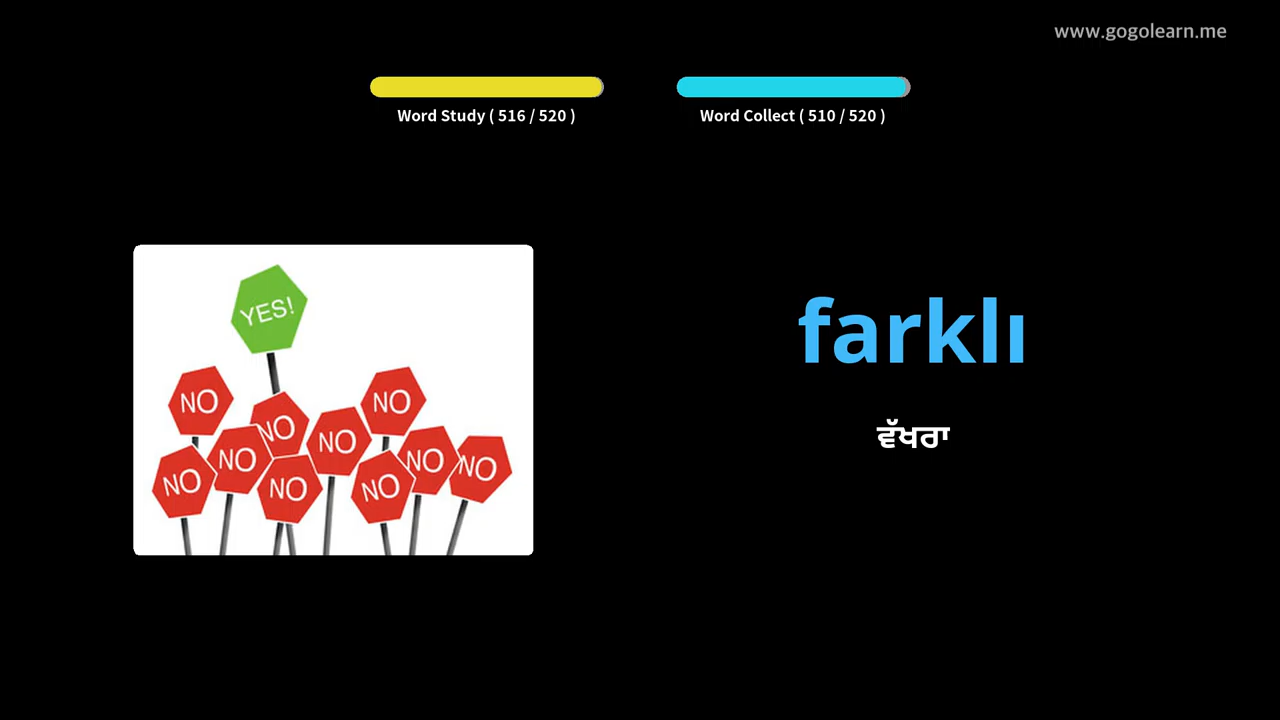 www.gogolearn.me
Word Study ( 516 / 520 )
Word Collect ( 510 / 520 )
YES!
NO
NO
NO
NO
NO
NO
NO
NO
NO
NO
farklı
ਵੱਖਰਾ